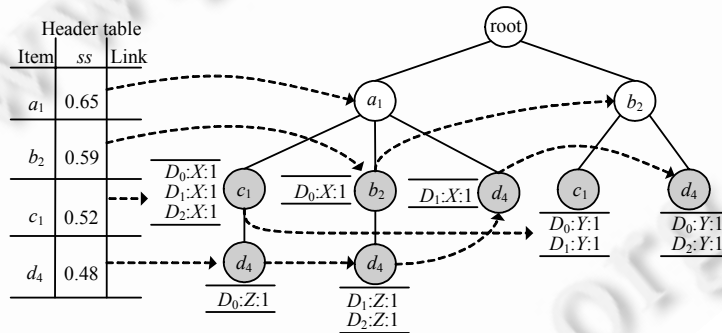 Header table
root
Item ss Link
a1 0.65
a1
b2
b2 0.59
D0:X:1
D1:X:1
D2:X:1
c1
D0:X:1
b2
D1:X:1
d4
c1
d4
c1 0.52
D0:Y:1
D1:Y:1
D0:Y:1
D2:Y:1
d4 0.48
d4
d4
D0:Z:1
D1:Z:1
D2:Z:1